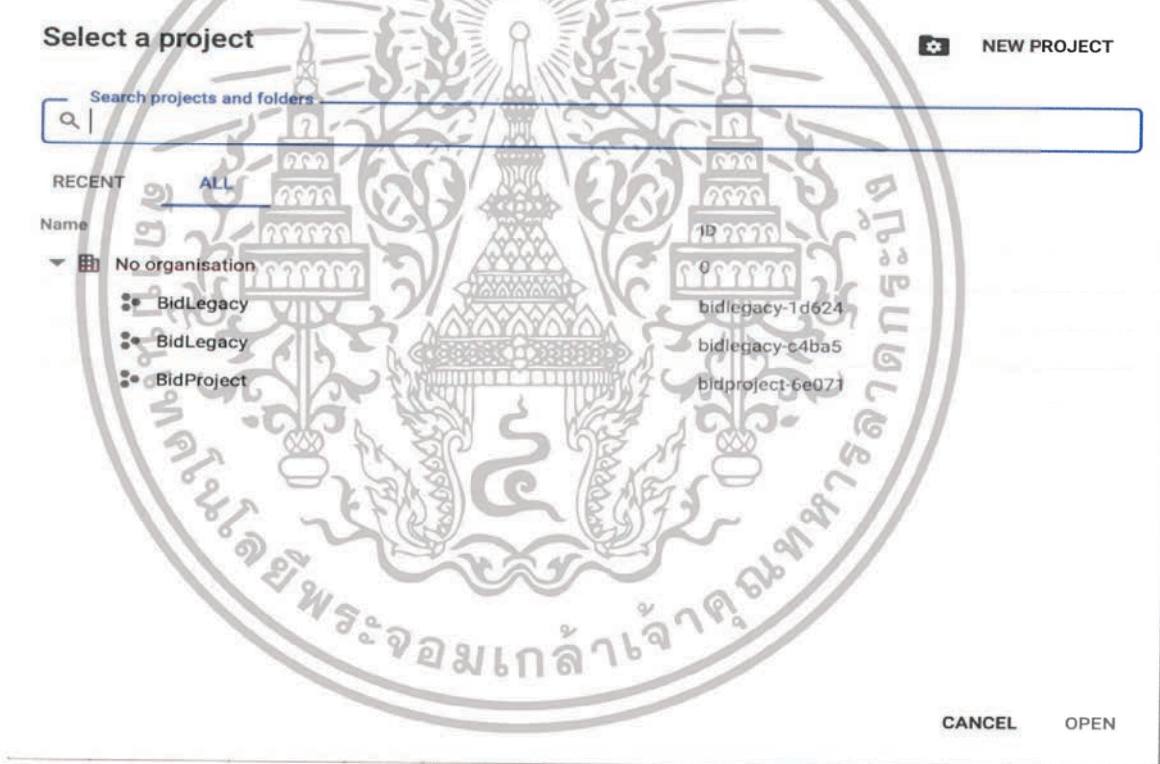 Select a project
NEW PROJECT
Search projects and folders
RECENT
ALL
Name
ID
No organisation
0
BidLegacy
bidlegacy-1d624
BidLegacy
bidlegacy-c4ba5
BidProject
bidproject-6e071
สถาบันเทคโนโลยีพระจอมเกล้าเจ้าคุณทหารลาดกระบัง
๔
CANCEL
OPEN